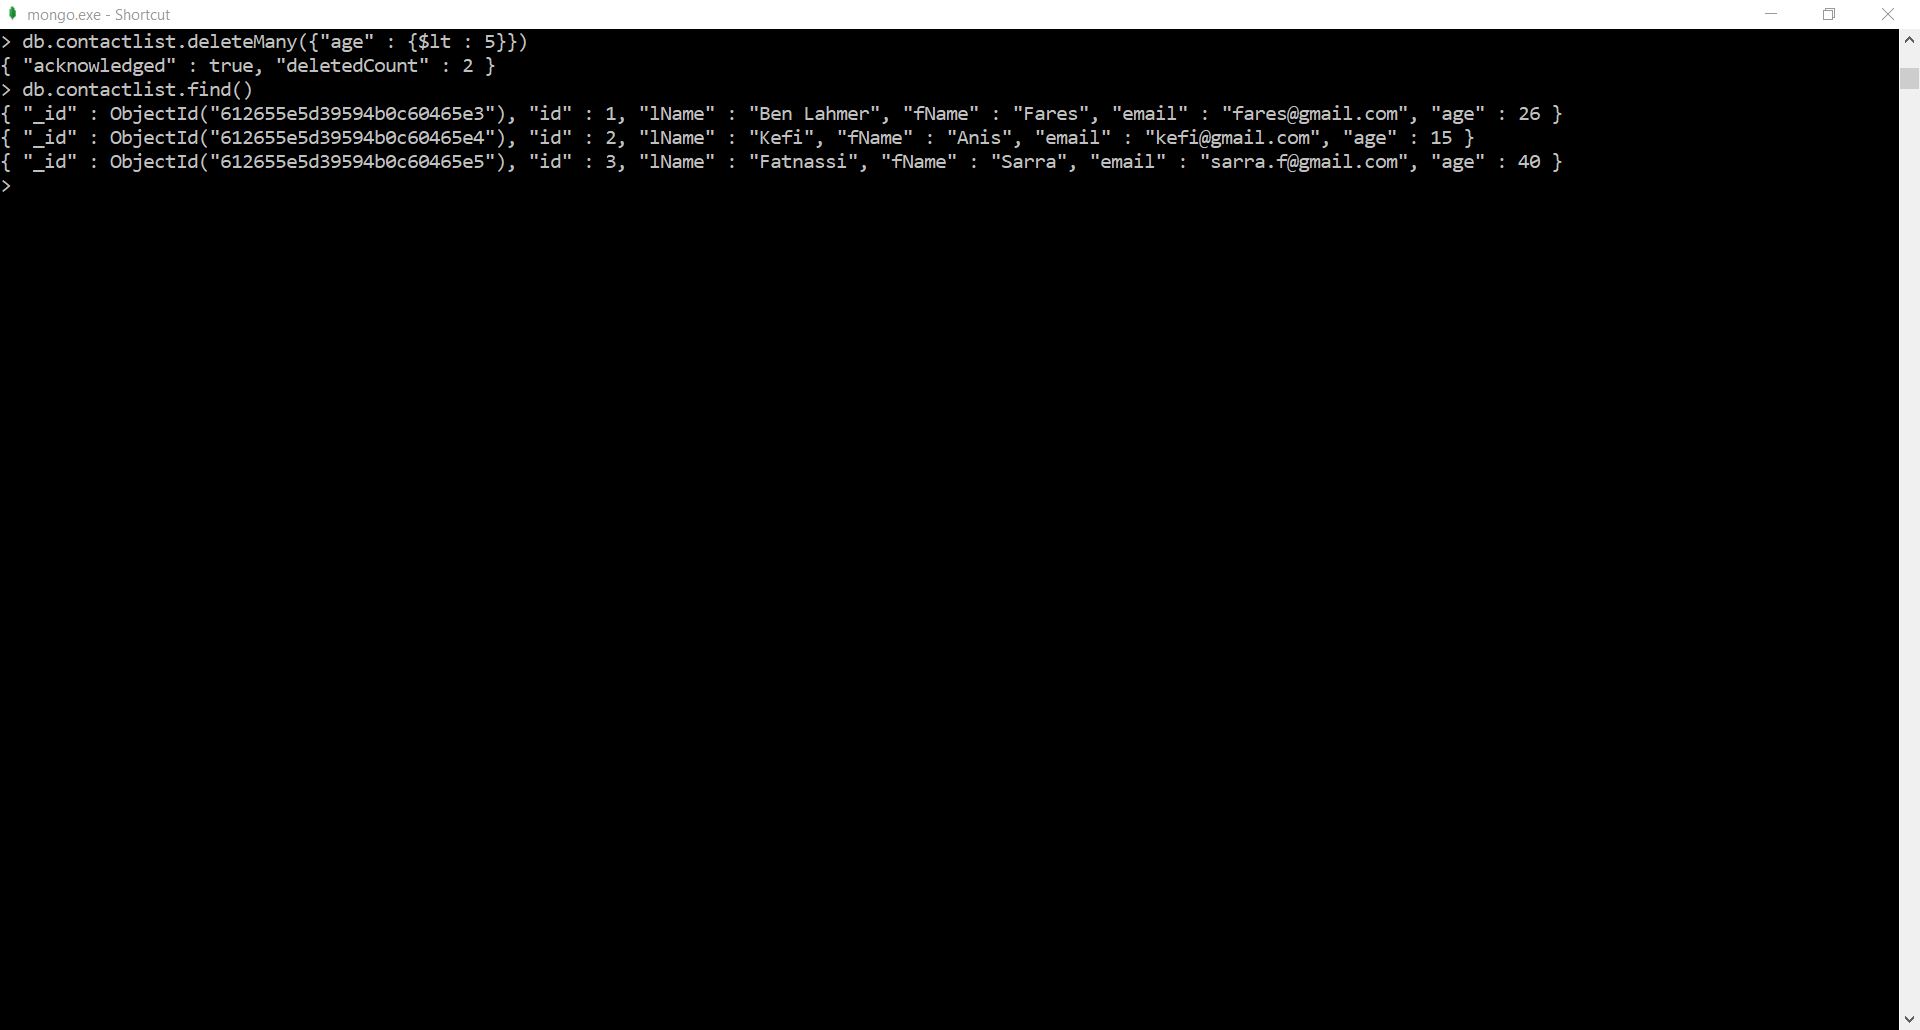 mongo.exe - Shortcut
> db.contactlist.deleteMany({"age" : {$lt : 5}})
{ "acknowledged" : true, "deletedCount" : 2 }
> db.contactlist.find()
{ "_id" : ObjectId("612655e5d39594b0c60465e3"), "id" : 1, "lName" : "Ben Lahmer", "fName" : "Fares", "email" : "fares@gmail.com", "age" : 26 }
{ "_id" : ObjectId("612655e5d39594b0c60465e4"), "id" : 2, "lName" : "Kefi", "fName" : "Anis", "email" : "kefi@gmail.com", "age" : 15 }
{ "_id" : ObjectId("612655e5d39594b0c60465e5"), "id" : 3, "lName" : "Fatnassi", "fName" : "Sarra", "email" : "sarra.f@gmail.com", "age" : 40 }
>